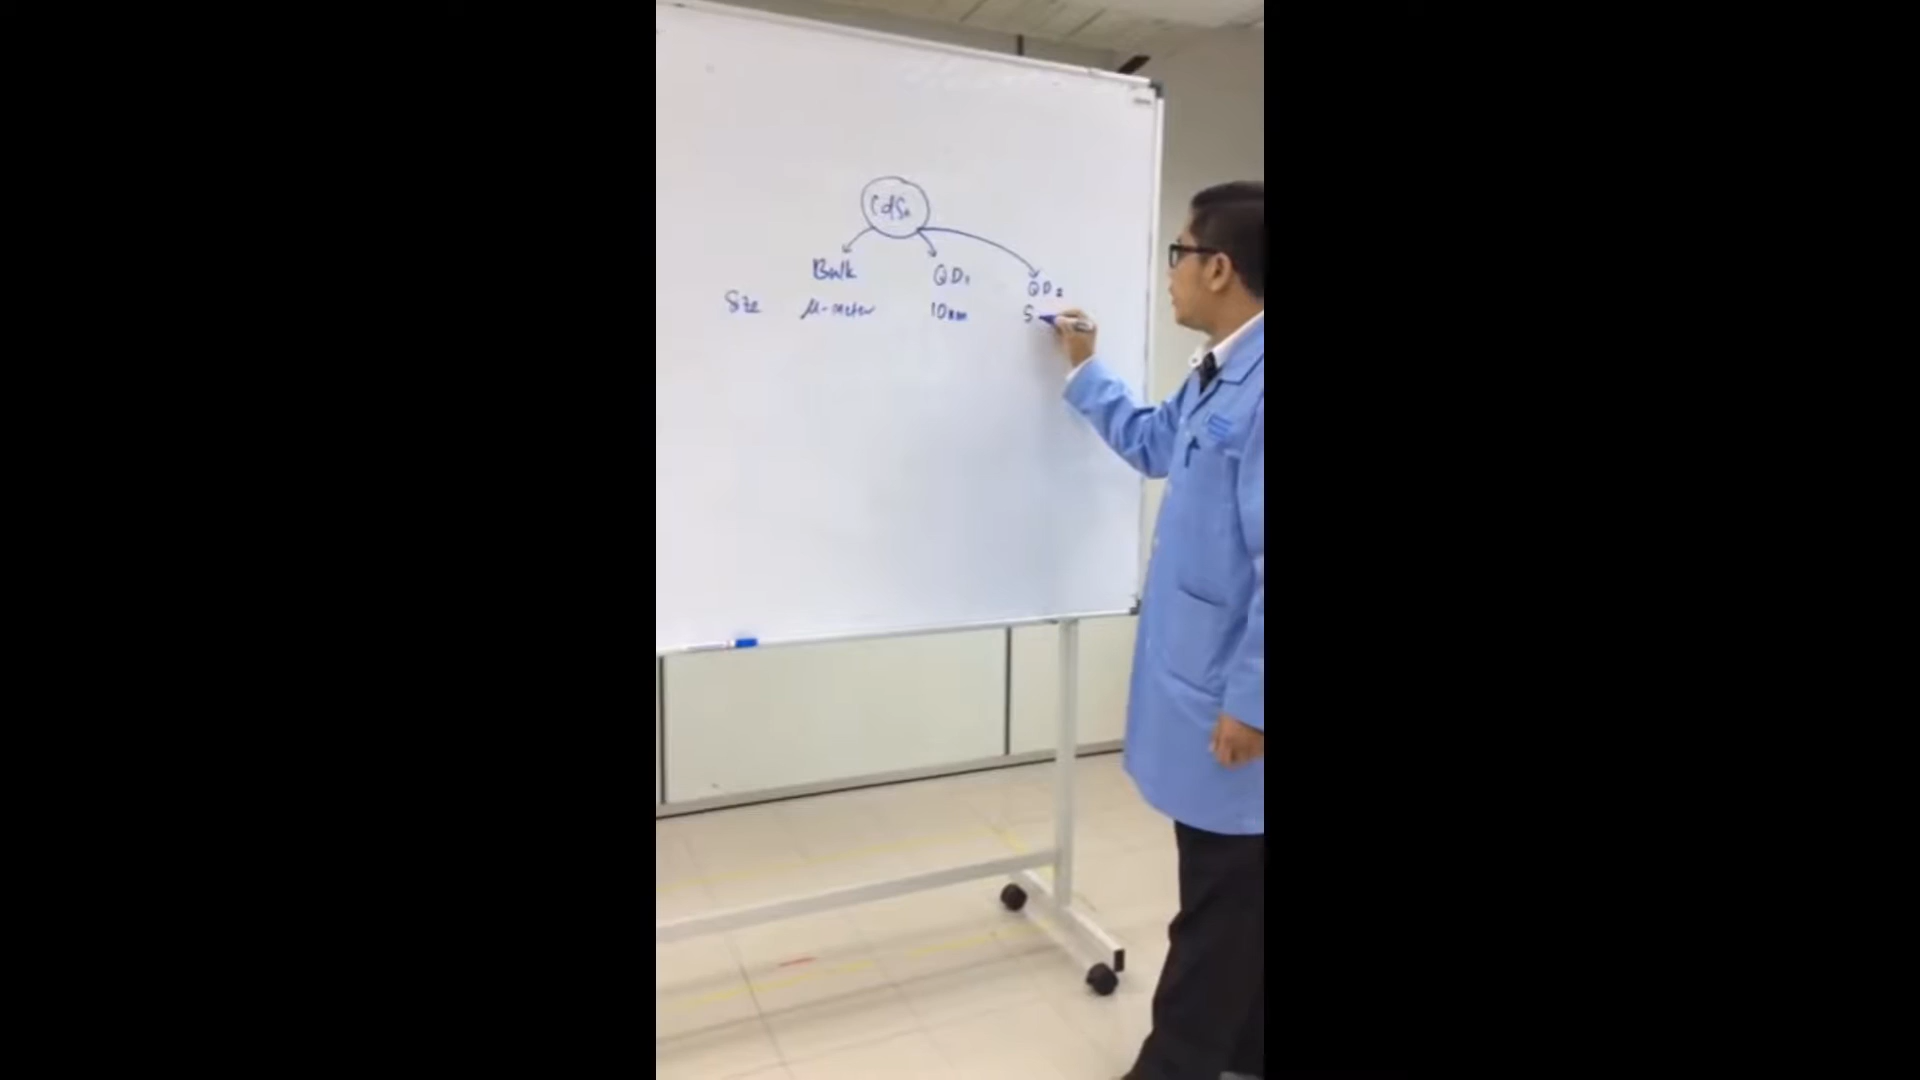 CdSe
Bulk QD1 QD2
Size μ-meter 10nm 5